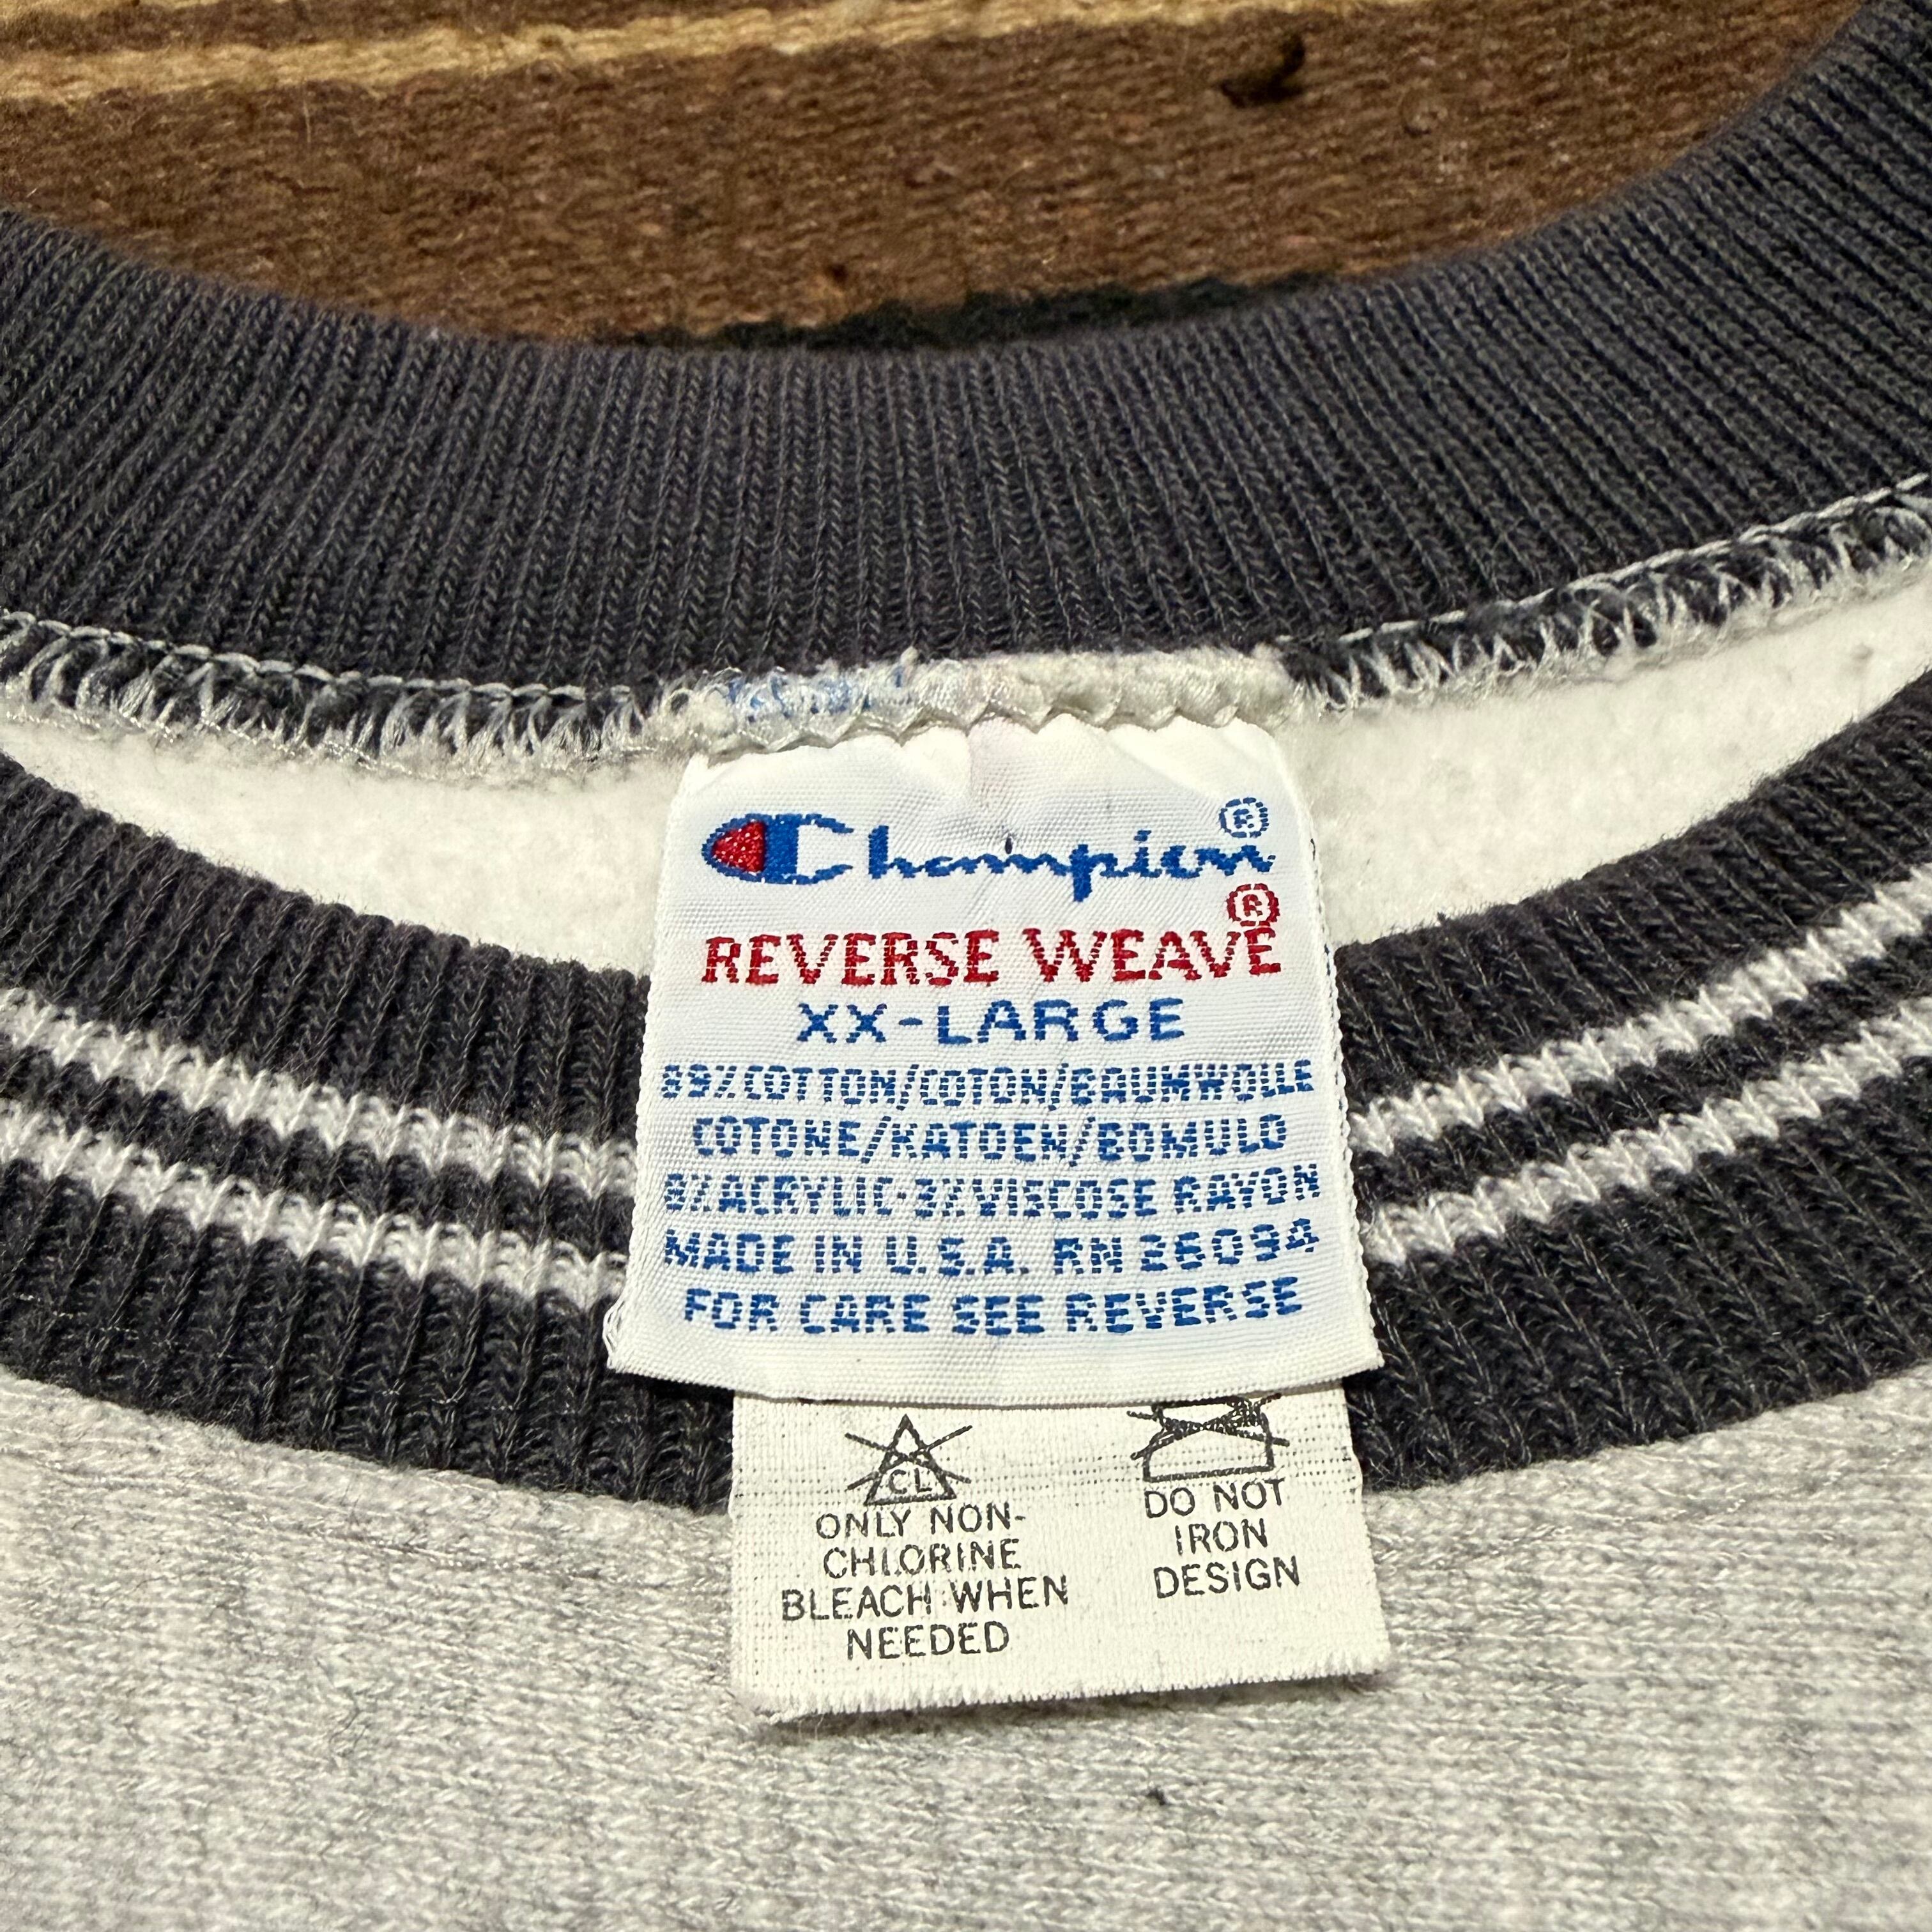 Champion®
REVERSE WEAVE®
XX-LARGE
89% COTTON/COTON/BAUMWOLLE
COTONE/KATOEN/BOMULD
8% ACRYLIC-3% VISCOSE RAYON
MADE IN U.S.A. RN 26094
FOR CARE SEE REVERSE
CL
ONLY NON-
CHLORINE
BLEACH WHEN
NEEDED
DO NOT
IRON
DESIGN